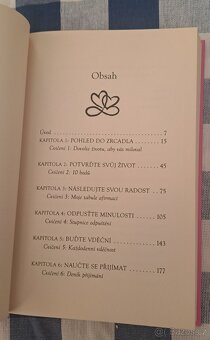 Obsah
Úvod 7
KAPITOLA 1: POHLED DO ZRCADLA 15
Cvičení 1: Dovolte životu, aby vás miloval
KAPITOLA 2: POTVRĎTE SVŮJ ŽIVOT 45
Cvičení 2: 10 bodů
KAPITOLA 3: NÁSLEDUJTE SVOU RADOST 75
Cvičení 3: Moje tabule afirmací
KAPITOLA 4: ODPUSŤTE MINULOSTI 105
Cvičení 4: Stupnice odpuštění
KAPITOLA 5: BUĎTE VDĚČNÍ 143
Cvičení 5: Každodenní vděčnost
KAPITOLA 6: NAUČTE SE PŘIJÍMAT 177
Cvičení 6: Deník přijímání